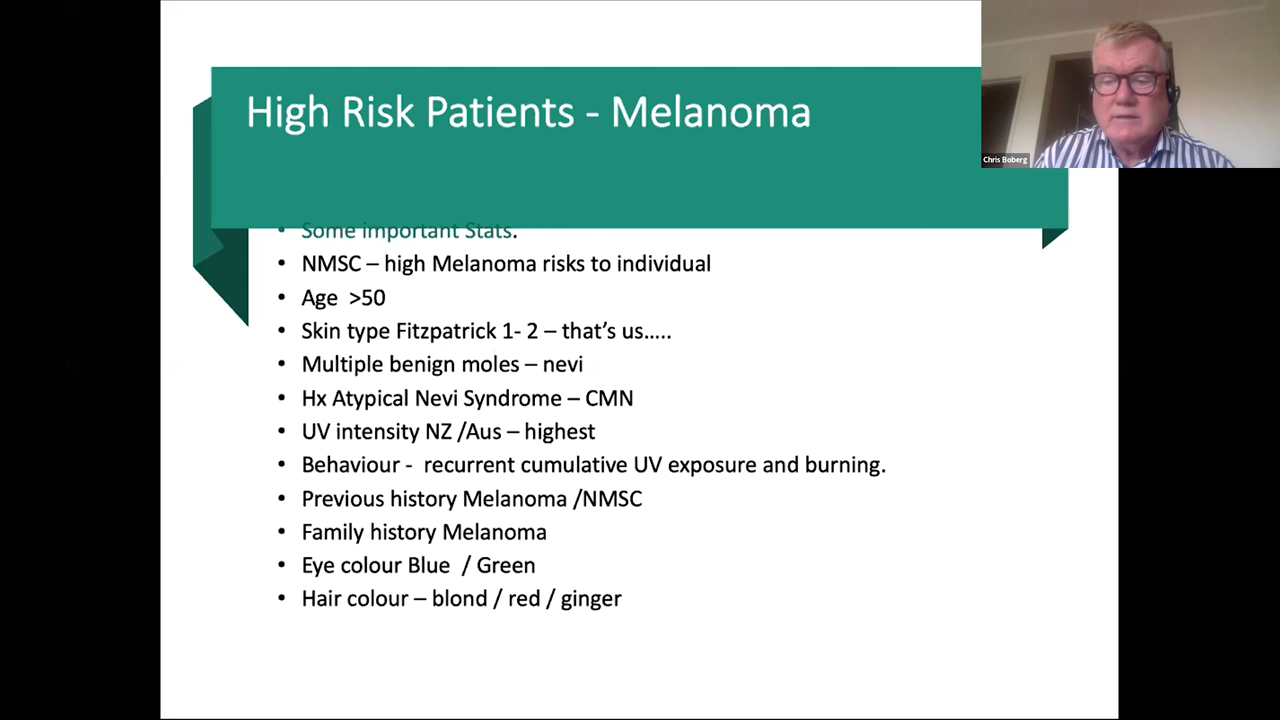 High Risk Patients - Melanoma
Chris Boberg
• Some important Stats.
• NMSC – high Melanoma risks to individual
• Age >50
• Skin type Fitzpatrick 1- 2 – that’s us…..
• Multiple benign moles – nevi
• Hx Atypical Nevi Syndrome – CMN
• UV intensity NZ /Aus – highest
• Behaviour - recurrent cumulative UV exposure and burning.
• Previous history Melanoma /NMSC
• Family history Melanoma
• Eye colour Blue / Green
• Hair colour – blond / red / ginger